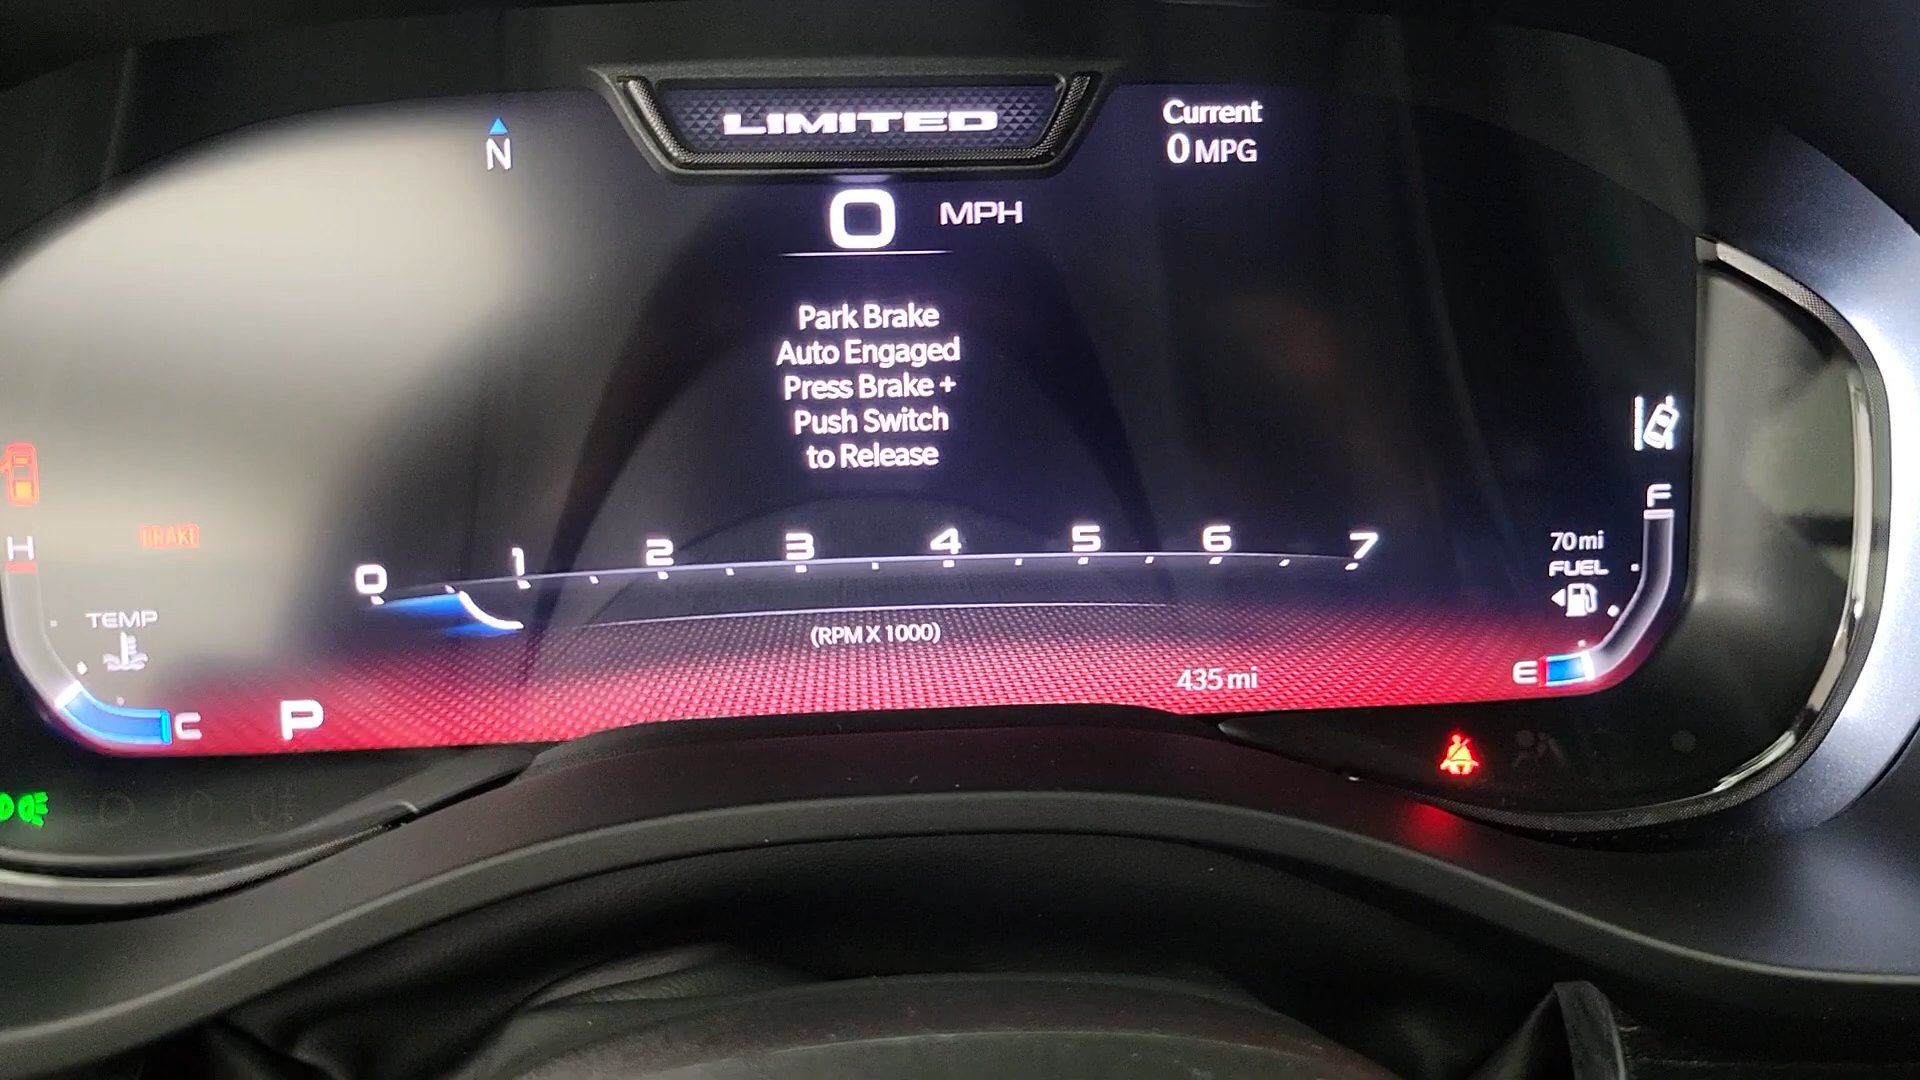 LIMITED
N
Current
0 MPG
0 MPH
Park Brake
Auto Engaged
Press Brake +
Push Switch
to Release
H
BRAKE
TEMP
C
P
0 1 2 3 4 5 6 7
(RPM X 1000)
435 mi
F
70 mi
FUEL
E